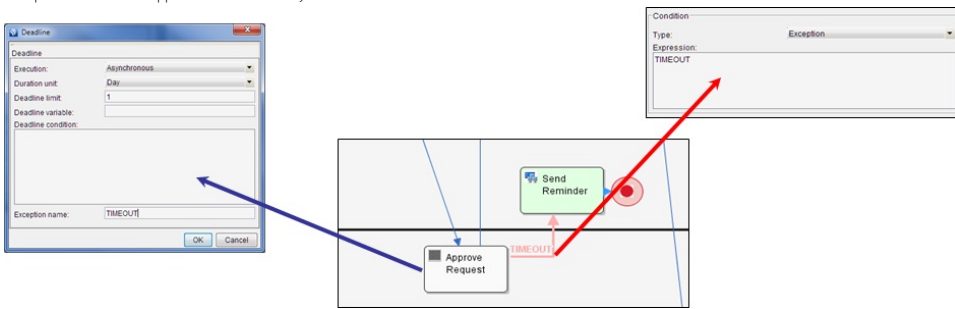 Deadline
Deadline
Execution: Asynchronous
Duration unit: Day
Deadline limit: 1
Deadline variable:
Deadline condition:
Exception name: TIMEOUT
OK Cancel
Condition
Type: Exception
Expression:
TIMEOUT
Send
Reminder
TIMEOUT
Approve
Request